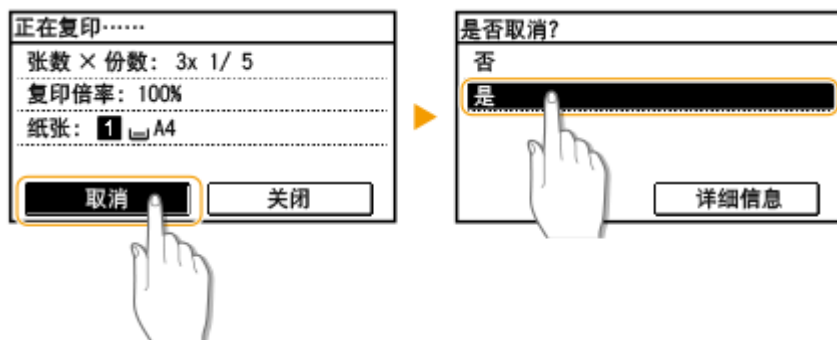 正在复印……
张数 × 份数: 3x 1/ 5
复印倍率: 100%
纸张: 1 A4
取消
关闭
是否取消?
否
是
详细信息